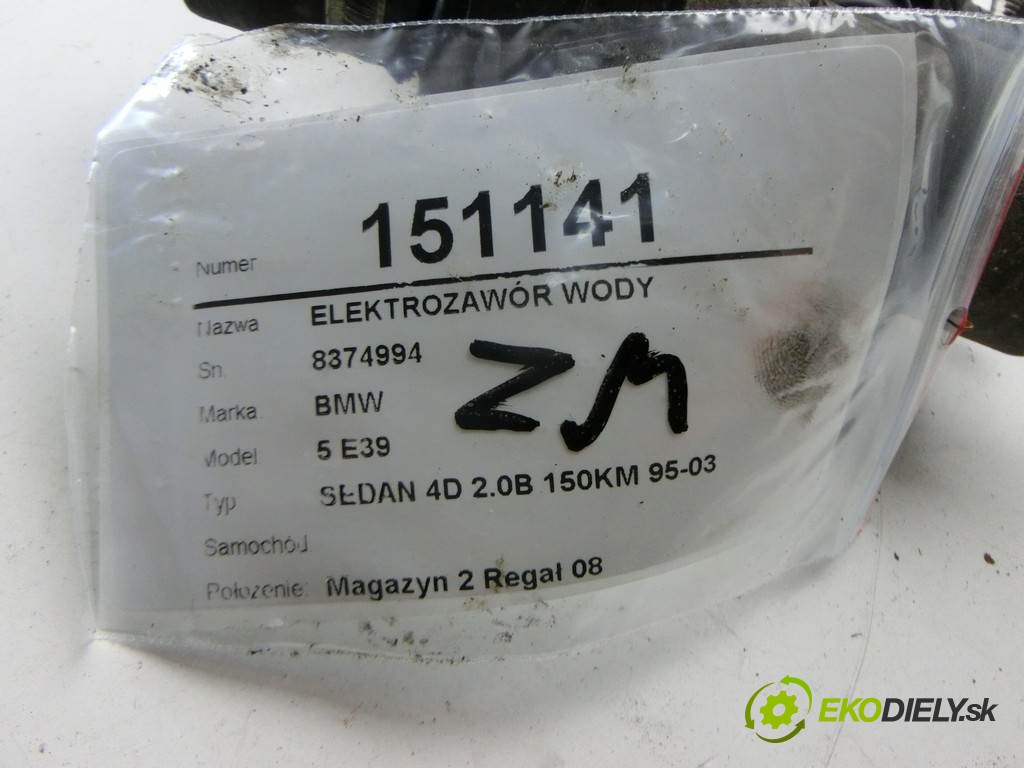 Numer 151141
Nazwa ELEKTROZAWÓR WODY
Sn. 8374994
Marka. BMW
Model 5 E39
Typ SEDAN 4D 2.0B 150KM 95-03
Samochód
Położenie: Magazyn 2 Regał 08
ZM
EKODIELY.sk